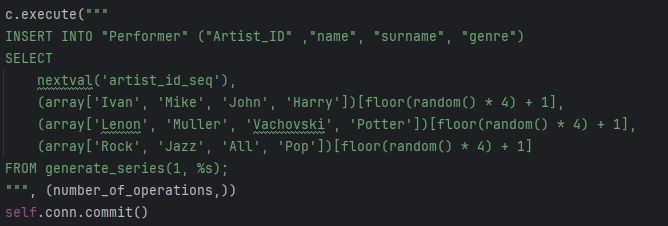 c.execute("""
INSERT INTO "Performer" ("Artist_ID" ,"name", "surname", "genre")
SELECT
    nextval('artist_id_seq'),
    (array['Ivan', 'Mike', 'John', 'Harry'])[floor(random() * 4) + 1],
    (array['Lenon', 'Muller', 'Vachovski', 'Potter'])[floor(random() * 4) + 1],
    (array['Rock', 'Jazz', 'All', 'Pop'])[floor(random() * 4) + 1]
FROM generate_series(1, %s);
""", (number_of_operations,))
self.conn.commit()